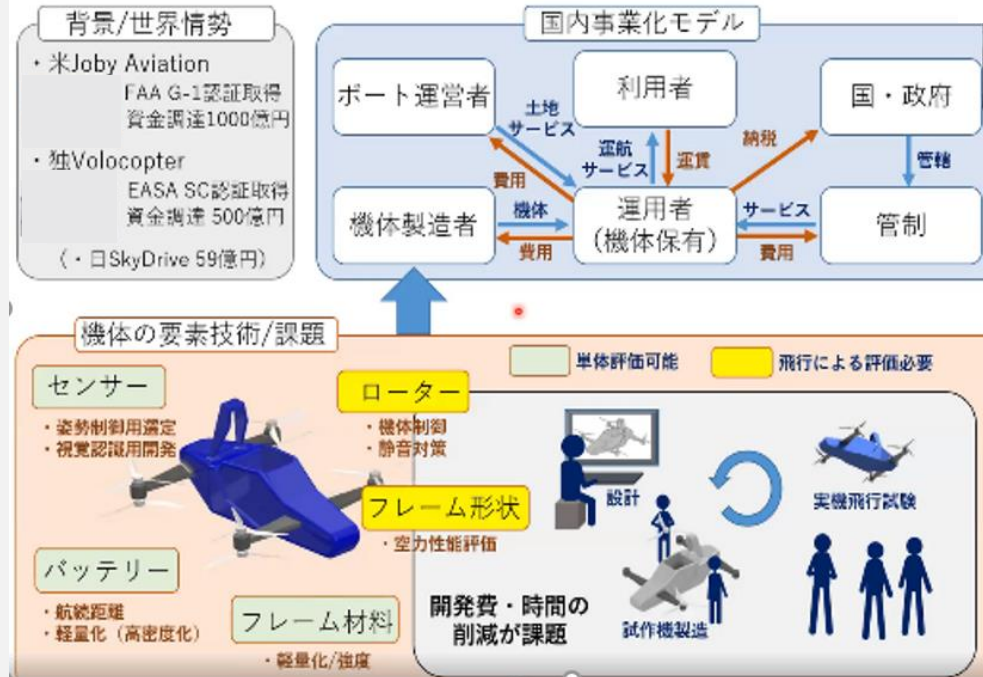 背景/世界情勢
・米Joby Aviation
FAA G-1認証取得
資金調達1000億円
・独Volocopter
EASA SC認証取得
資金調達 500億円
(・日SkyDrive 59億円)
国内事業化モデル
ポート運営者
利用者
国・政府
土地
サービス
費用
運航
サービス
運賃
納税
管轄
機体製造者
機体
費用
運用者
(機体保有)
サービス
費用
管制
機体の要素技術/課題
単体評価可能
飛行による評価必要
センサー
・姿勢制御用選定
・視覚認識用開発
ローター
・機体制御
・静音対策
フレーム形状
・空力性能評価
バッテリー
・航続距離
・軽量化(高密度化)
フレーム材料
・軽量化/強度
設計
実機飛行試験
試作機製造
開発費・時間の
削減が課題